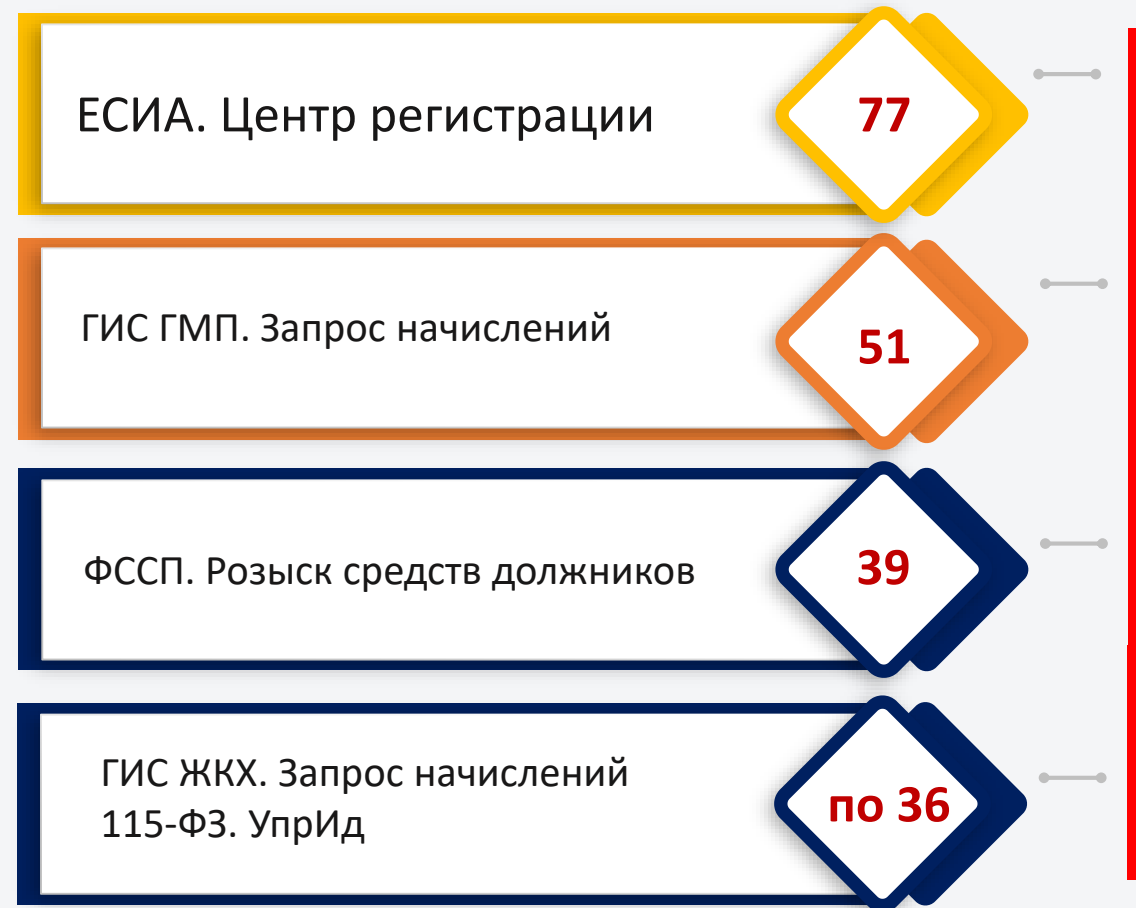 ЕСИА. Центр регистрации
77
ГИС ГМП. Запрос начислений
51
ФССП. Розыск средств должников
39
ГИС ЖКХ. Запрос начислений
115-ФЗ. УпрИд
по 36